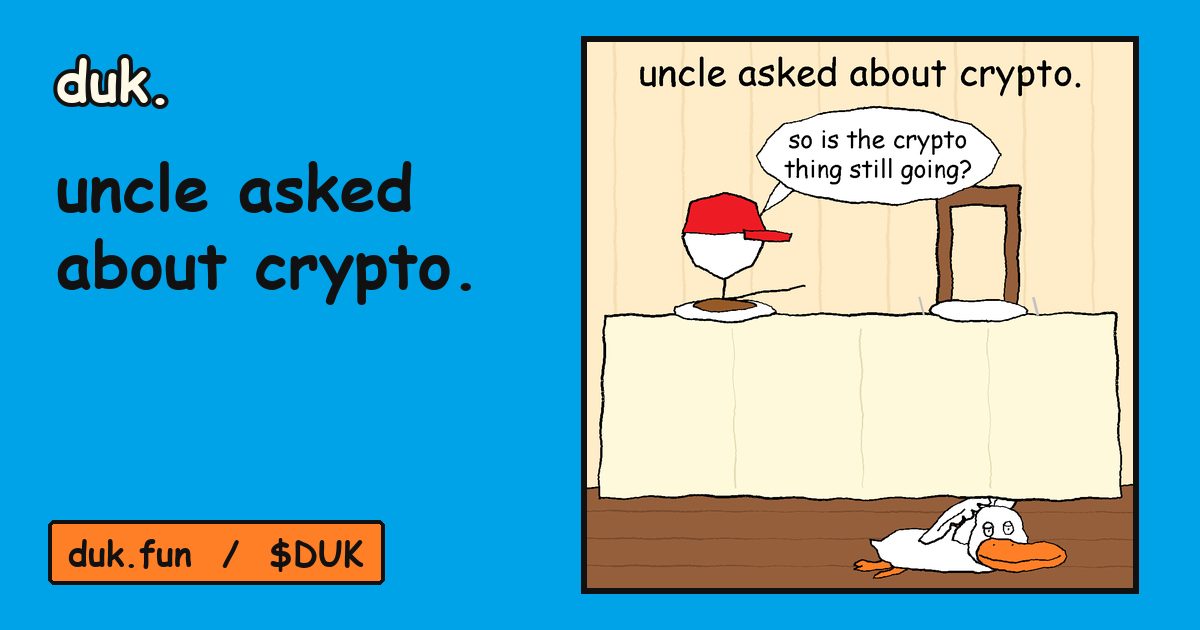 duk.
uncle asked
about crypto.
duk.fun / $DUK
uncle asked about crypto.
so is the crypto
thing still going?